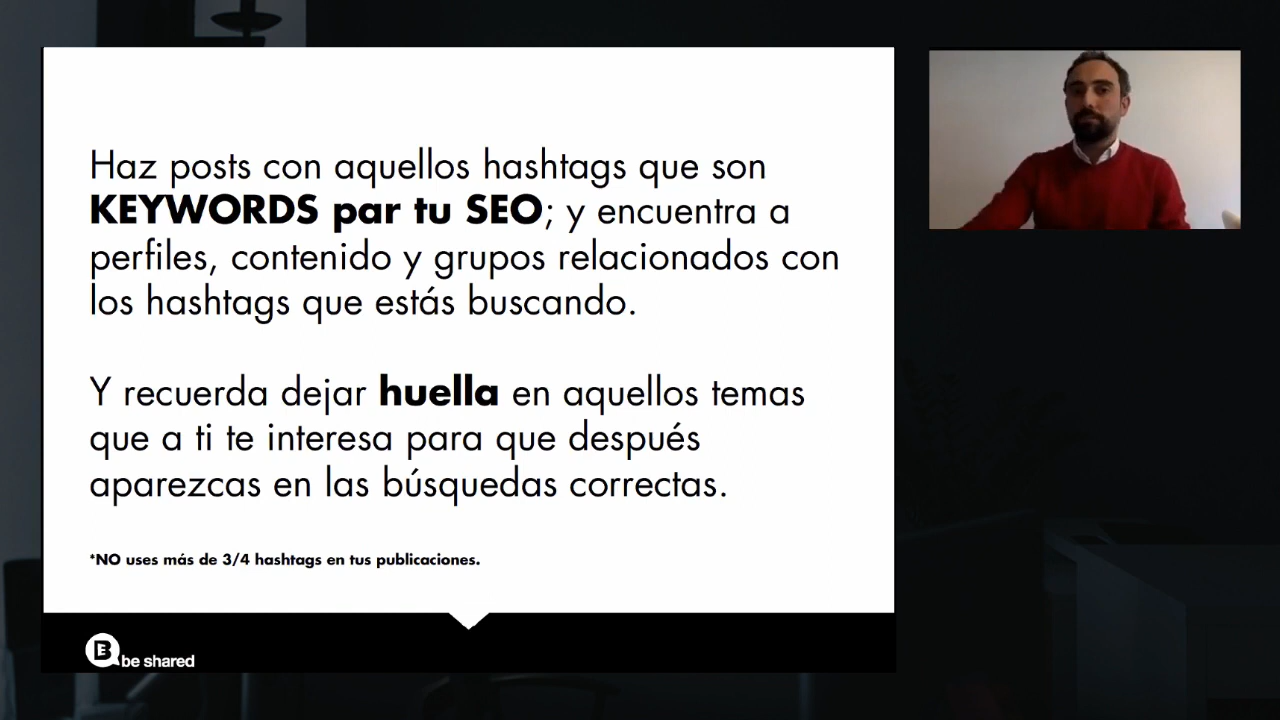 Haz posts con aquellos hashtags que son
KEYWORDS par tu SEO; y encuentra a
perfiles, contenido y grupos relacionados con
los hashtags que estás buscando.
Y recuerda dejar huella en aquellos temas
que a ti te interesa para que después
aparezcas en las búsquedas correctas.
*NO uses más de 3/4 hashtags en tus publicaciones.
B be shared